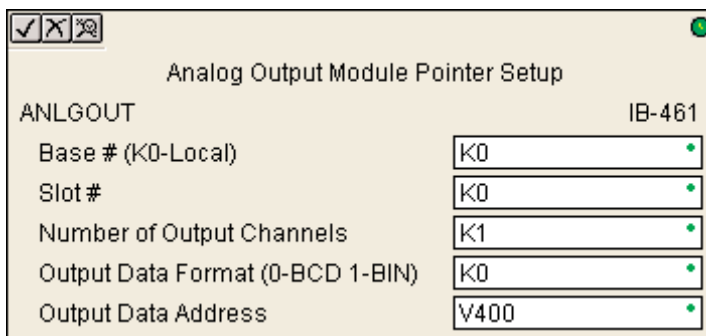 Analog Output Module Pointer Setup
ANLGOUT IB-461
Base # (K0-Local) K0
Slot # K0
Number of Output Channels K1
Output Data Format (0-BCD 1-BIN) K0
Output Data Address V400